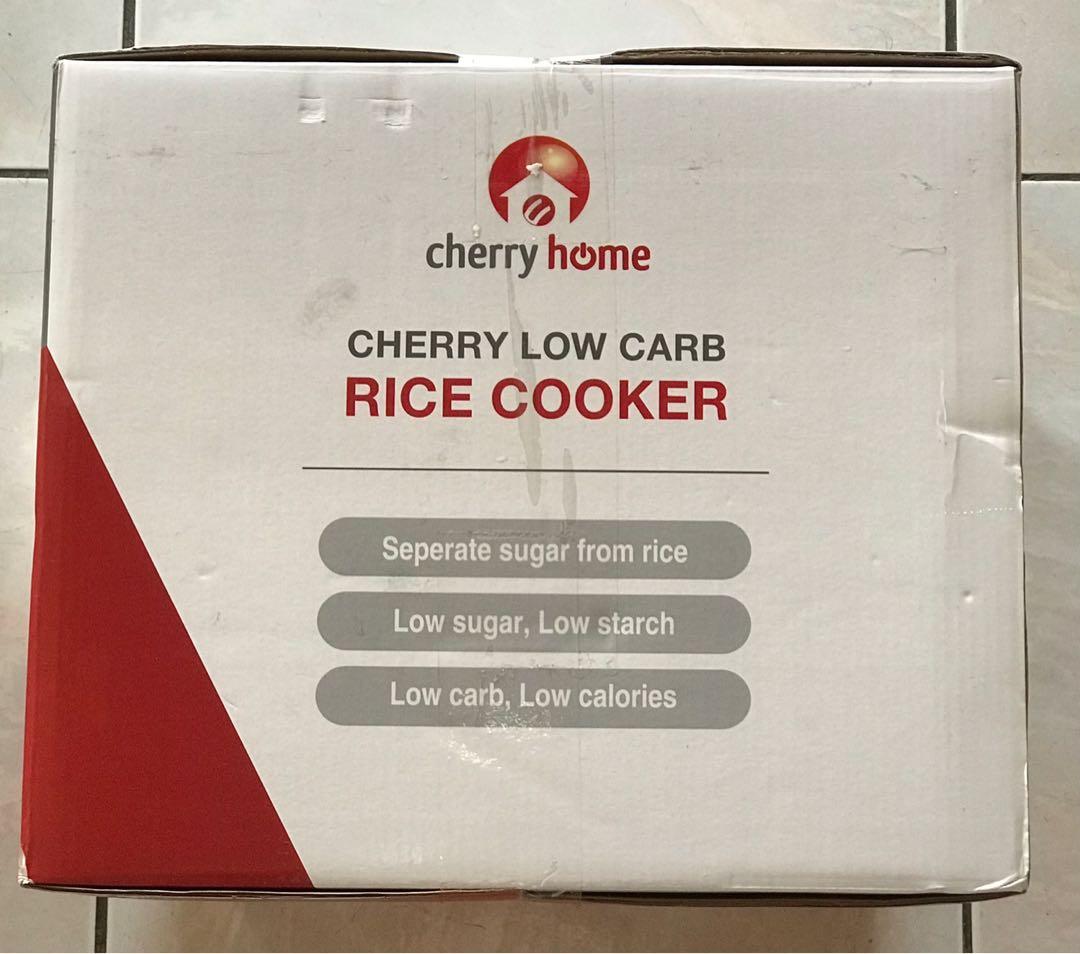 cherry home
CHERRY LOW CARB
RICE COOKER
Seperate sugar from rice
Low sugar, Low starch
Low carb, Low calories